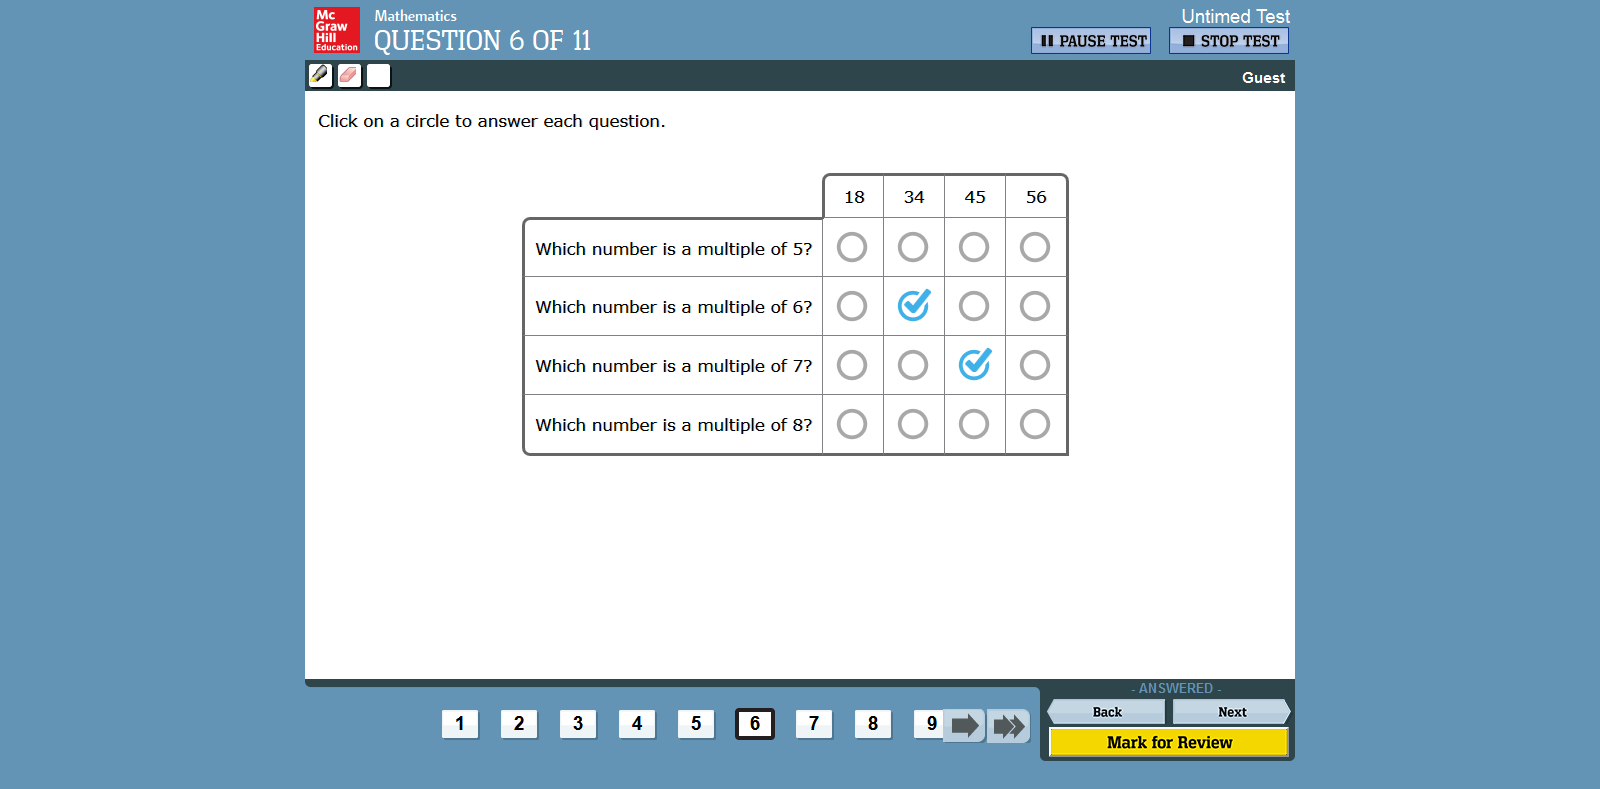 Mc
Graw
Hill
Education
Mathematics
QUESTION 6 OF 11
Untimed Test
PAUSE TEST
STOP TEST
Guest
Click on a circle to answer each question.
18 34 45 56
Which number is a multiple of 5?
Which number is a multiple of 6?
Which number is a multiple of 7?
Which number is a multiple of 8?
- ANSWERED -
1 2 3 4 5 6 7 8 9
Back Next
Mark for Review